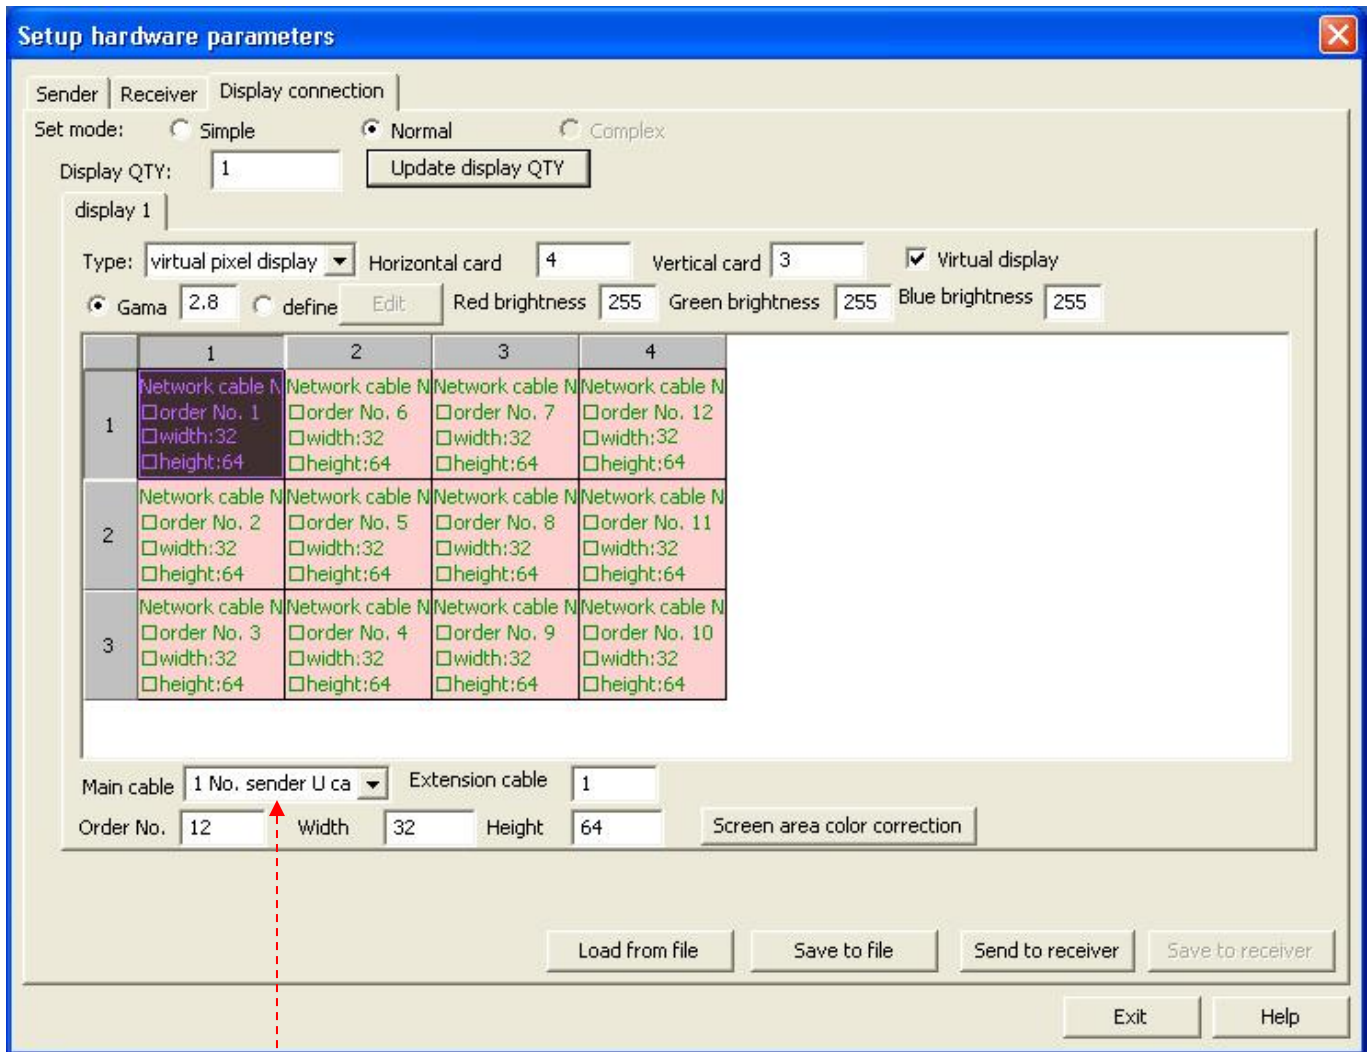 Setup hardware parameters
Sender Receiver Display connection
Set mode: Simple Normal Complex
Display QTY: 1 Update display QTY
display 1
Type: virtual pixel display Horizontal card 4 Vertical card 3 Virtual display
Gama 2.8 define Edit Red brightness 255 Green brightness 255 Blue brightness 255
1 2 3 4
Network cable N Network cable N Network cable N Network cable N
1 order No. 1 order No. 6 order No. 7 order No. 12
width:32 width:32 width:32 width:32
height:64 height:64 height:64 height:64
Network cable N Network cable N Network cable N Network cable N
2 order No. 2 order No. 5 order No. 8 order No. 11
width:32 width:32 width:32 width:32
height:64 height:64 height:64 height:64
Network cable N Network cable N Network cable N Network cable N
3 order No. 3 order No. 4 order No. 9 order No. 10
width:32 width:32 width:32 width:32
height:64 height:64 height:64 height:64
Main cable 1 No. sender U ca Extension cable 1
Order No. 12 Width 32 Height 64 Screen area color correction
Load from file Save to file Send to receiver Save to receiver
Exit Help